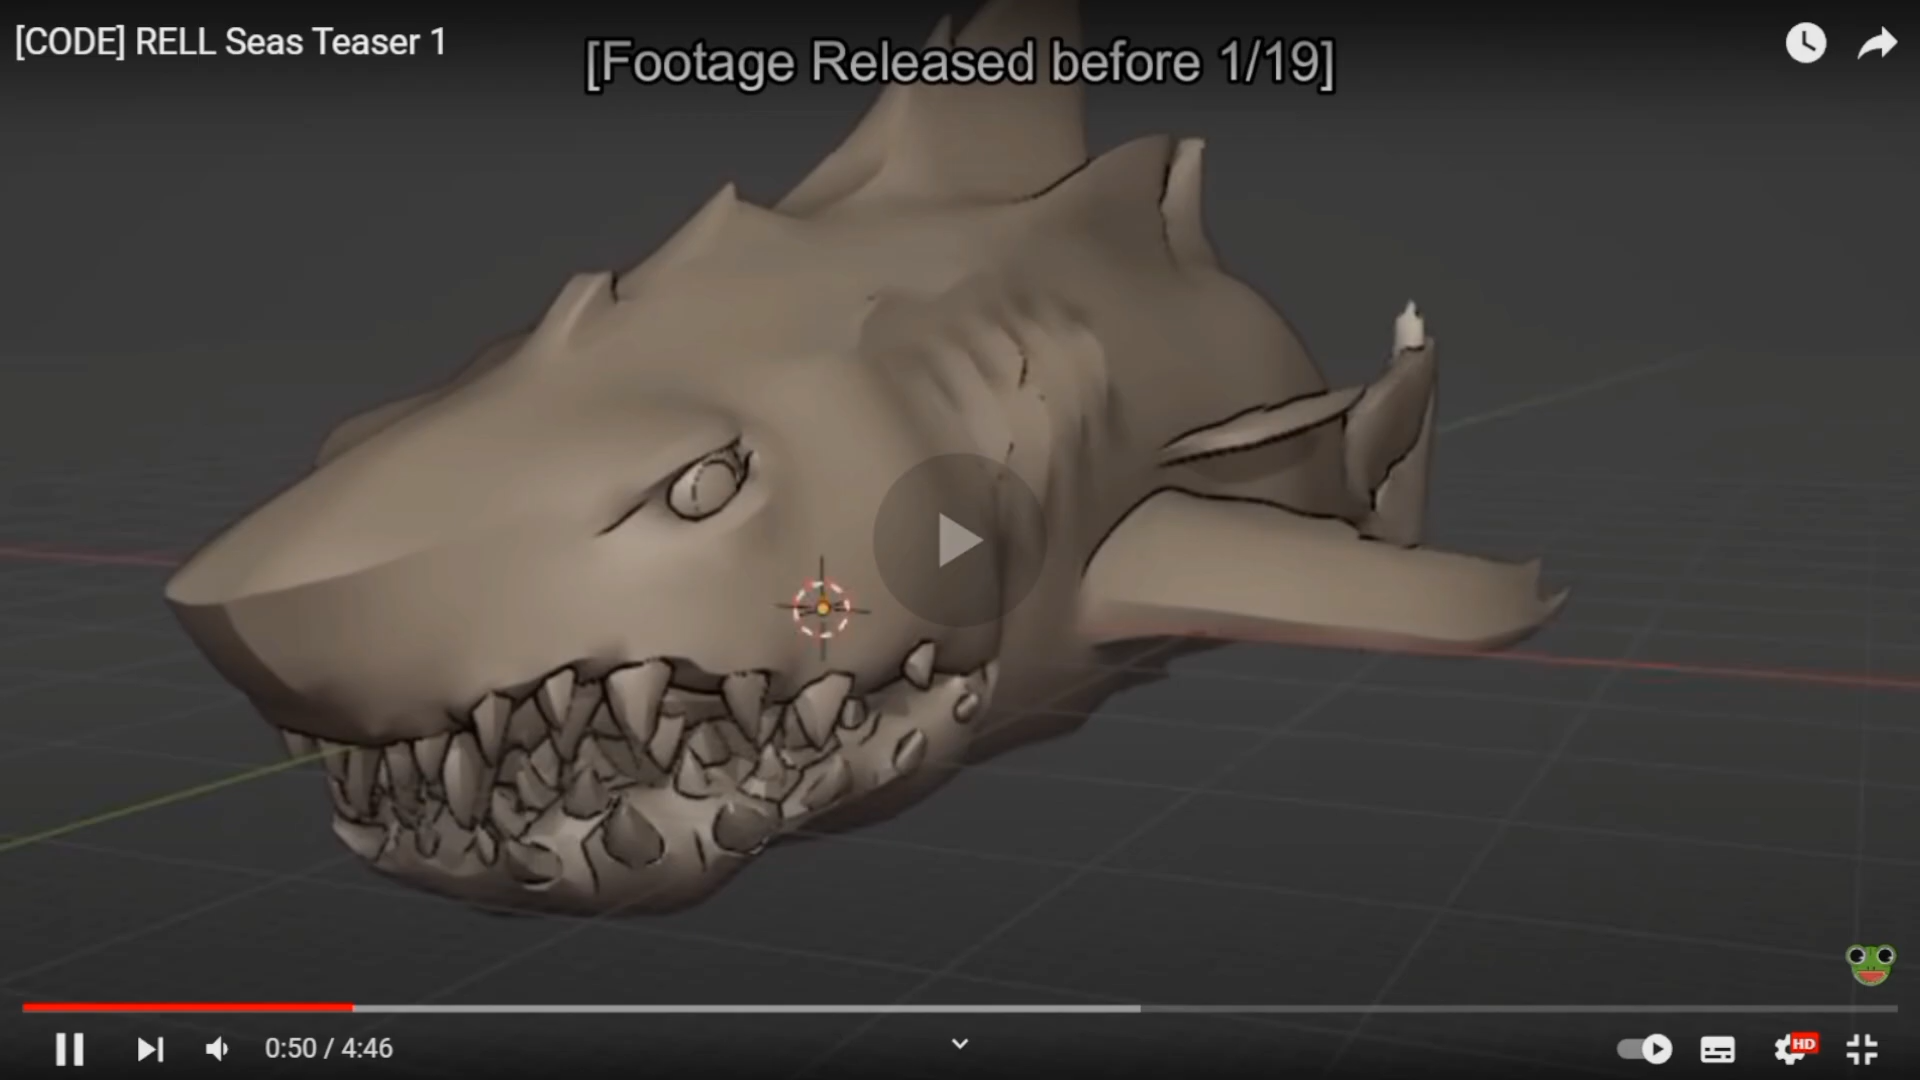 [CODE] RELL Seas Teaser 1
[Footage Released before 1/19]
0:50 / 4:46
HD